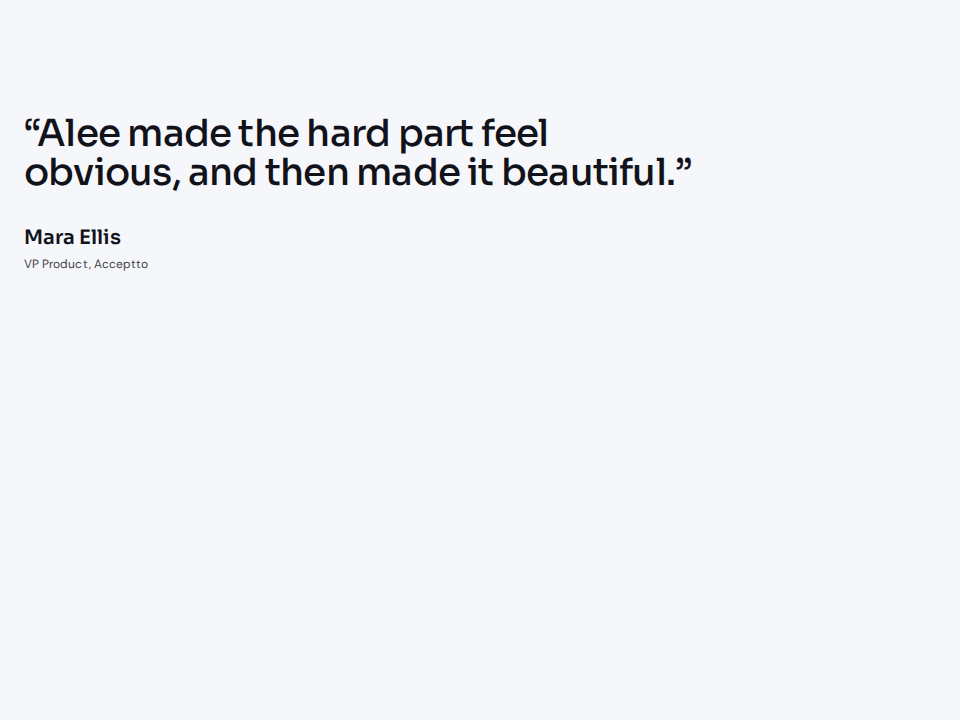 “Alee made the hard part feel
obvious, and then made it beautiful.”
Mara Ellis
VP Product, Acceptto